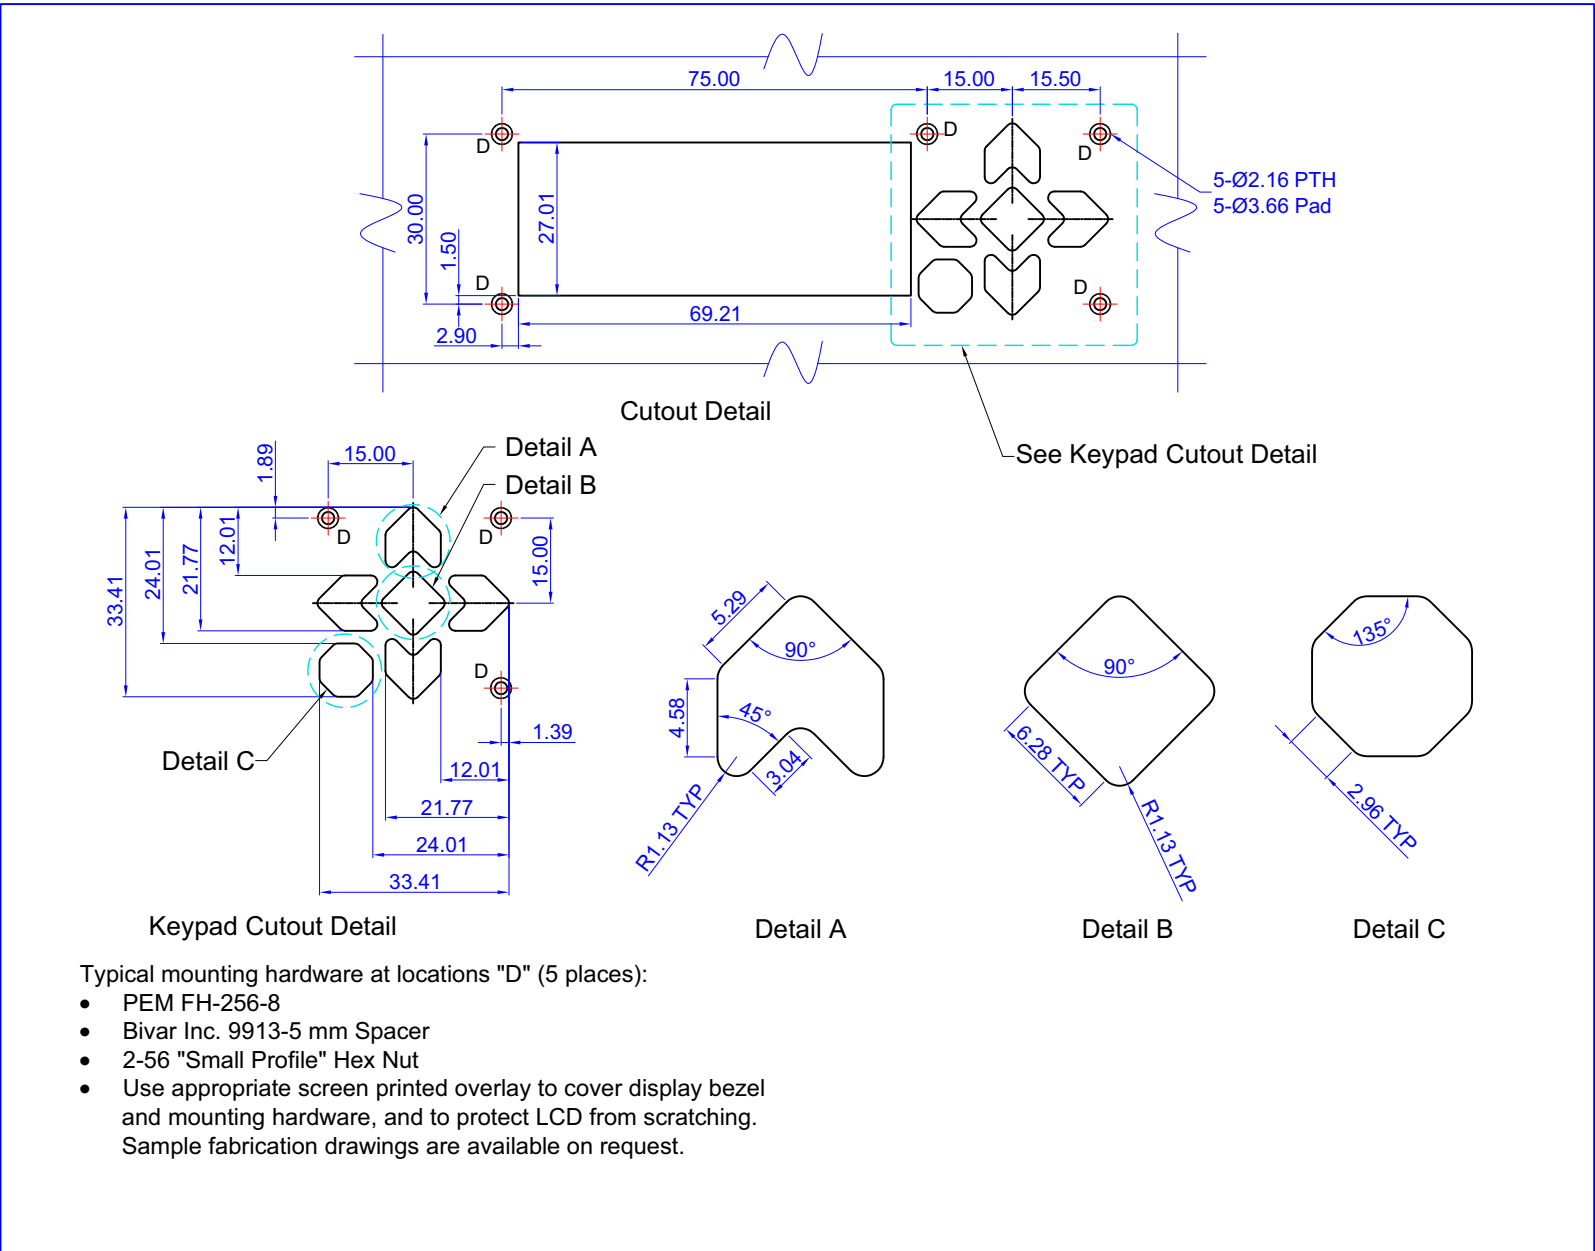 75.00
15.00
15.50
D
D
D
5-Ø2.16 PTH
5-Ø3.66 Pad
30.00
27.01
1.50
D
D
69.21
2.90
Cutout Detail
See Keypad Cutout Detail
1.89
15.00
Detail A
Detail B
D
D
33.41
24.01
21.77
12.01
15.00
D
1.39
Detail C
12.01
21.77
24.01
33.41
Keypad Cutout Detail
5.29
90°
4.58
45°
3.04
R1.13 TYP
Detail A
90°
6.28 TYP
R1.13 TYP
Detail B
135°
2.96 TYP
Detail C
Typical mounting hardware at locations "D" (5 places):
• PEM FH-256-8
• Bivar Inc. 9913-5 mm Spacer
• 2-56 "Small Profile" Hex Nut
• Use appropriate screen printed overlay to cover display bezel
and mounting hardware, and to protect LCD from scratching.
Sample fabrication drawings are available on request.